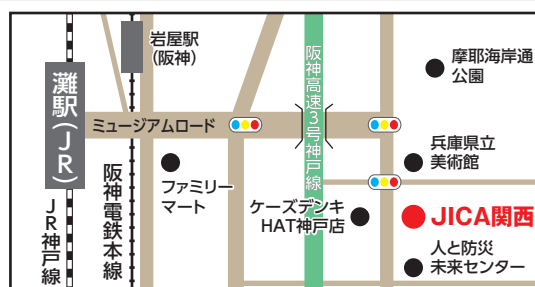 岩屋駅
(阪神)
灘駅(JR)
JR神戸線
阪神電鉄本線
ミュージアムロード
ファミリー
マート
阪神高速3号神戸線
ケーズデンキ
HAT神戸店
摩耶海岸通
公園
兵庫県立
美術館
JICA関西
人と防災
未来センター